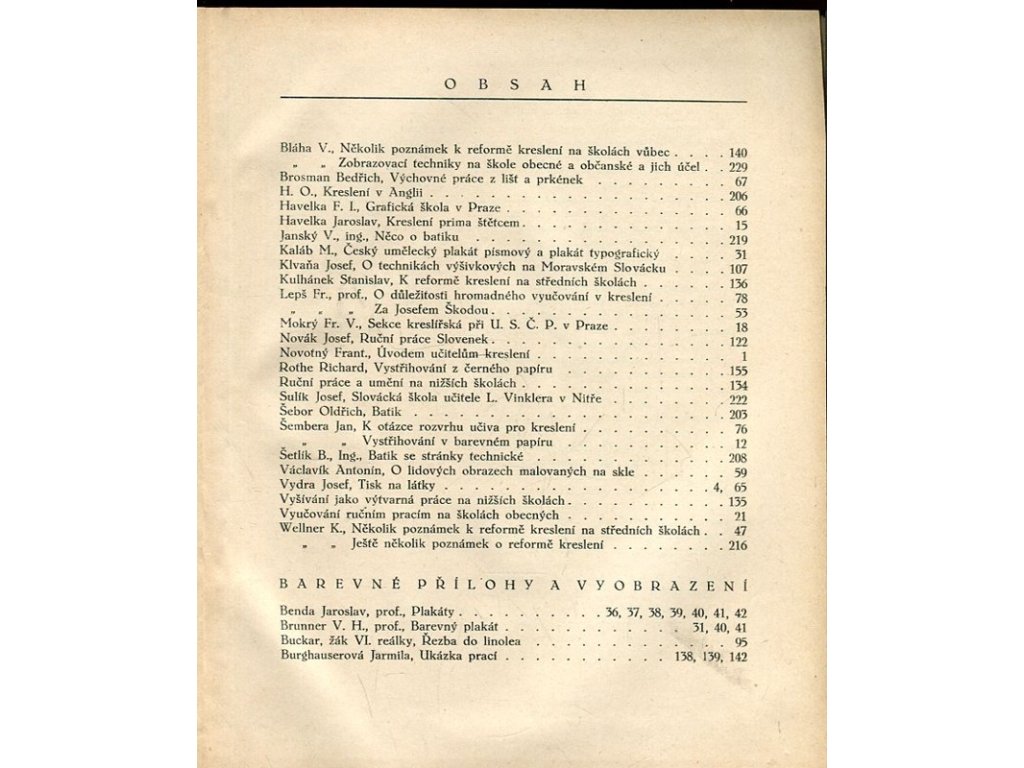 OBSAH
Bláha V., Několik poznámek k reformě kreslení na školách vůbec . . . . 140
„ „ Zobrazovací techniky na škole obecné a občanské a jich účel . . 229
Brosman Bedřich, Výchovné práce z lišt a prkének . . . . . . . . . . 67
H. O., Kreslení v Anglii . . . . . . . . . . . . . . . . . . . . . 206
Havelka F. I., Grafická škola v Praze . . . . . . . . . . . . . . . . 66
Havelka Jaroslav, Kreslení prima štětcem . . . . . . . . . . . . . . . 15
Janský V., ing., Něco o batiku . . . . . . . . . . . . . . . . . . . 219
Kaláb M., Český umělecký plakát písmový a plakát typografický . . . . . 31
Klvaňa Josef, O technikách výšivkových na Moravském Slovácku . . . . . 107
Kulhánek Stanislav, K reformě kreslení na středních školách . . . . . . 136
Lepš Fr., prof., O důležitosti hromadného vyučování v kreslení . . . . . 78
„ „ „ Za Josefem Škodou . . . . . . . . . . . . . . . . . 53
Mokrý Fr. V., Sekce kreslířská při U. S. Č. P. v Praze . . . . . . . . 18
Novák Josef, Ruční práce Slovenek . . . . . . . . . . . . . . . . . . 122
Novotný Frant., Úvodem učitelům kreslení . . . . . . . . . . . . . . 1
Rothe Richard, Vystřihování z černého papíru . . . . . . . . . . . . . 155
Ruční práce a umění na nižších školách . . . . . . . . . . . . . . . . 134
Sulík Josef, Slovácká škola učitele L. Vinklera v Nitře . . . . . . . . . 222
Šebor Oldřich, Batik . . . . . . . . . . . . . . . . . . . . . . . . 203
Šembera Jan, K otázce rozvrhu učiva pro kreslení . . . . . . . . . . . 76
„ „ Vystřihování v barevném papíru . . . . . . . . . . . . 12
Šetlík B., Ing., Batik se stránky technické . . . . . . . . . . . . . . . 208
Václavík Antonín, O lidových obrazech malovaných na skle . . . . . . . 59
Vydra Josef, Tisk na látky . . . . . . . . . . . . . . . . . . . . 4, 65
Vyšívání jako výtvarná práce na nižších školách . . . . . . . . . . . . 135
Vyučování ručním pracím na školách obecných . . . . . . . . . . . . . 21
Wellner K., Několik poznámek k reformě kreslení na středních školách . . 47
„ „ Ještě několik poznámek o reformě kreslení . . . . . . . . . 216
BAREVNÉ PŘÍLOHY A VYOBRAZENÍ
Benda Jaroslav, prof., Plakáty . . . . . . . . . . . 36, 37, 38, 39, 40, 41, 42
Brunner V. H., prof., Barevný plakát . . . . . . . . . . . . . . 31, 40, 41
Buckar, žák VI. reálky, Řezba do linolea . . . . . . . . . . . . . . . 95
Burghauserová Jarmila, Ukázka prací . . . . . . . . . . . . . 138, 139, 142